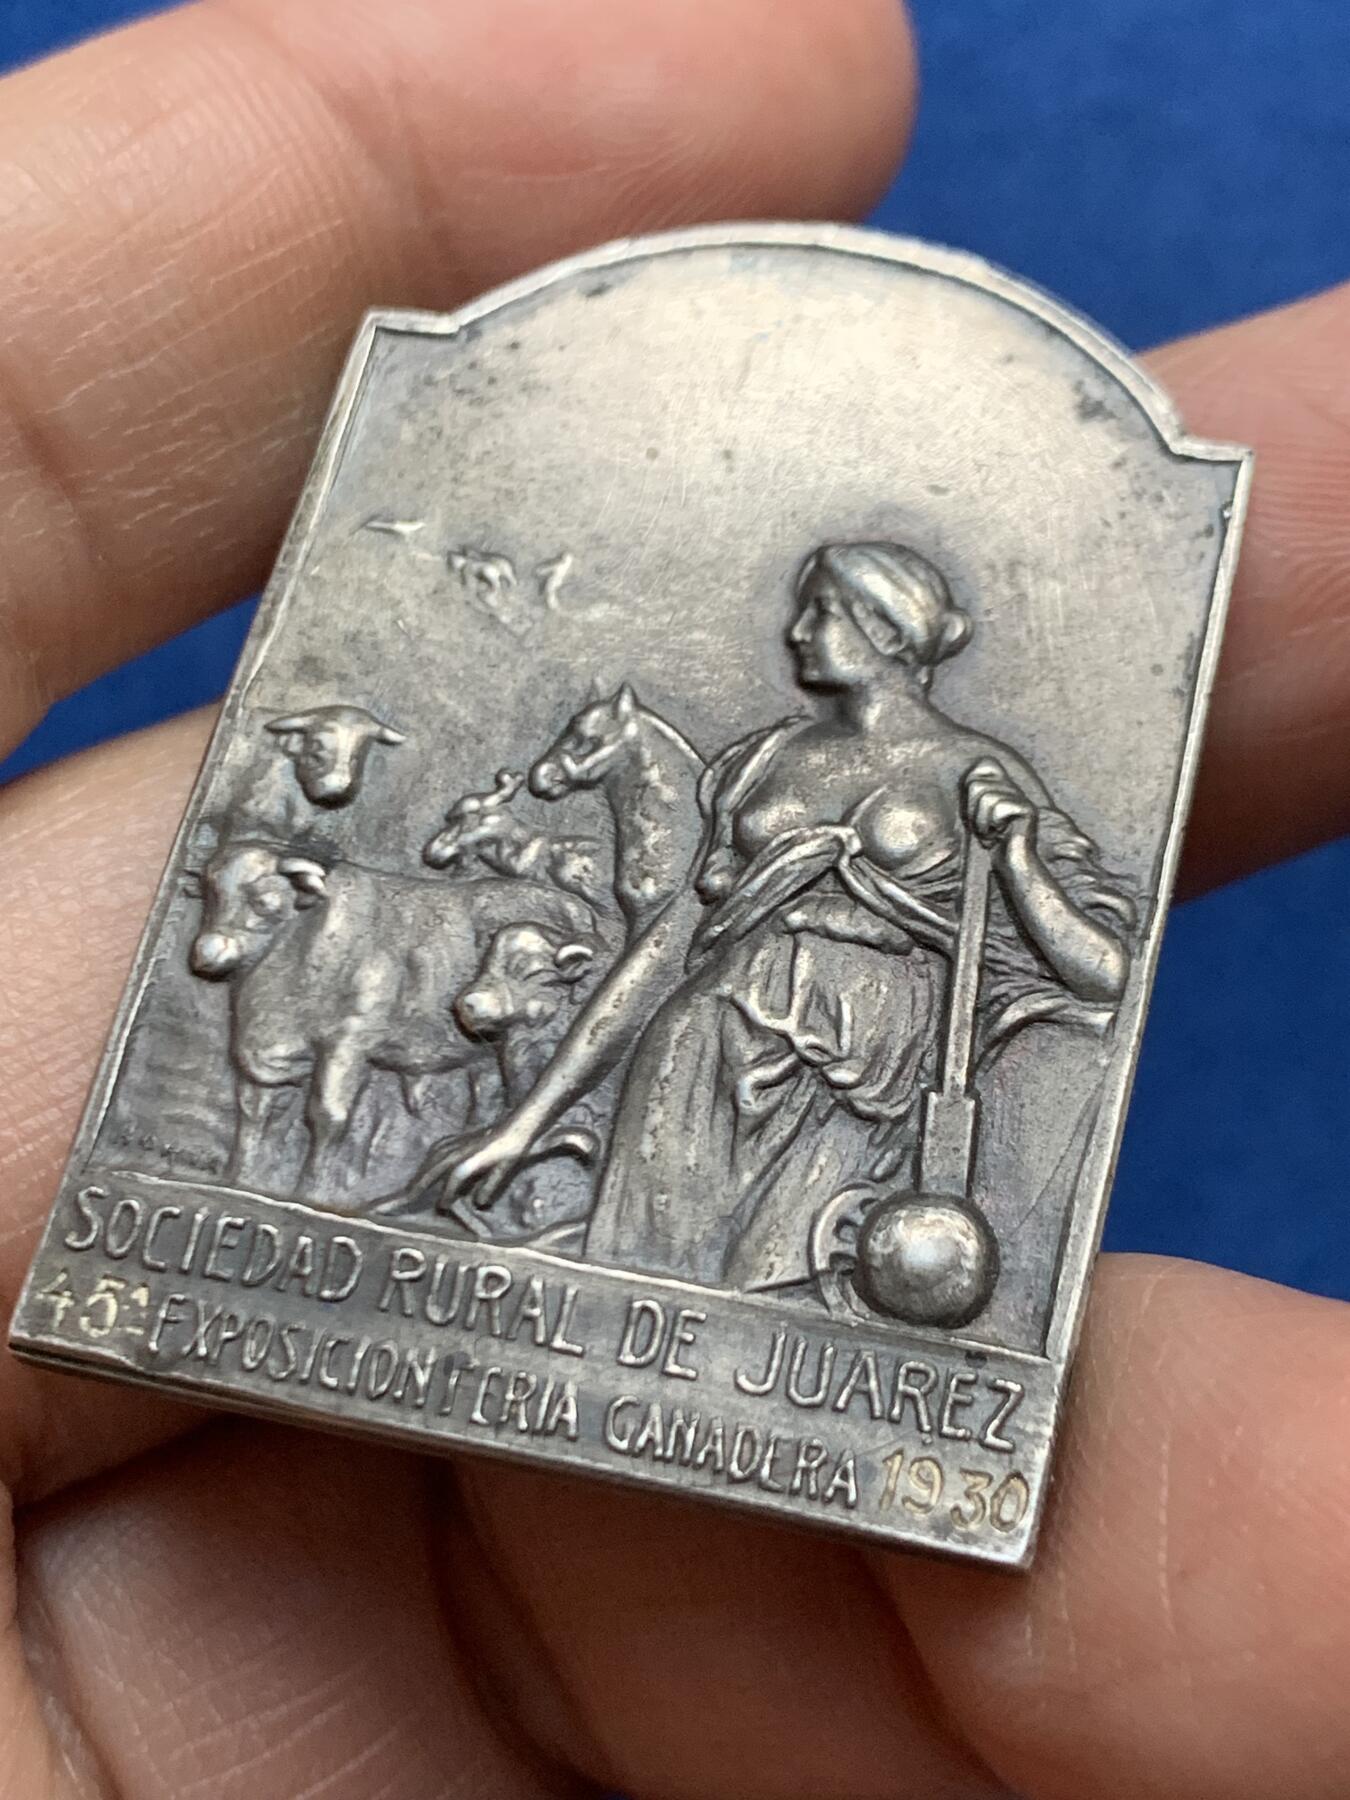 SOCIEDAD RURAL DE JUAREZ
45ª EXPOSICION FERIA GANADERA 1930